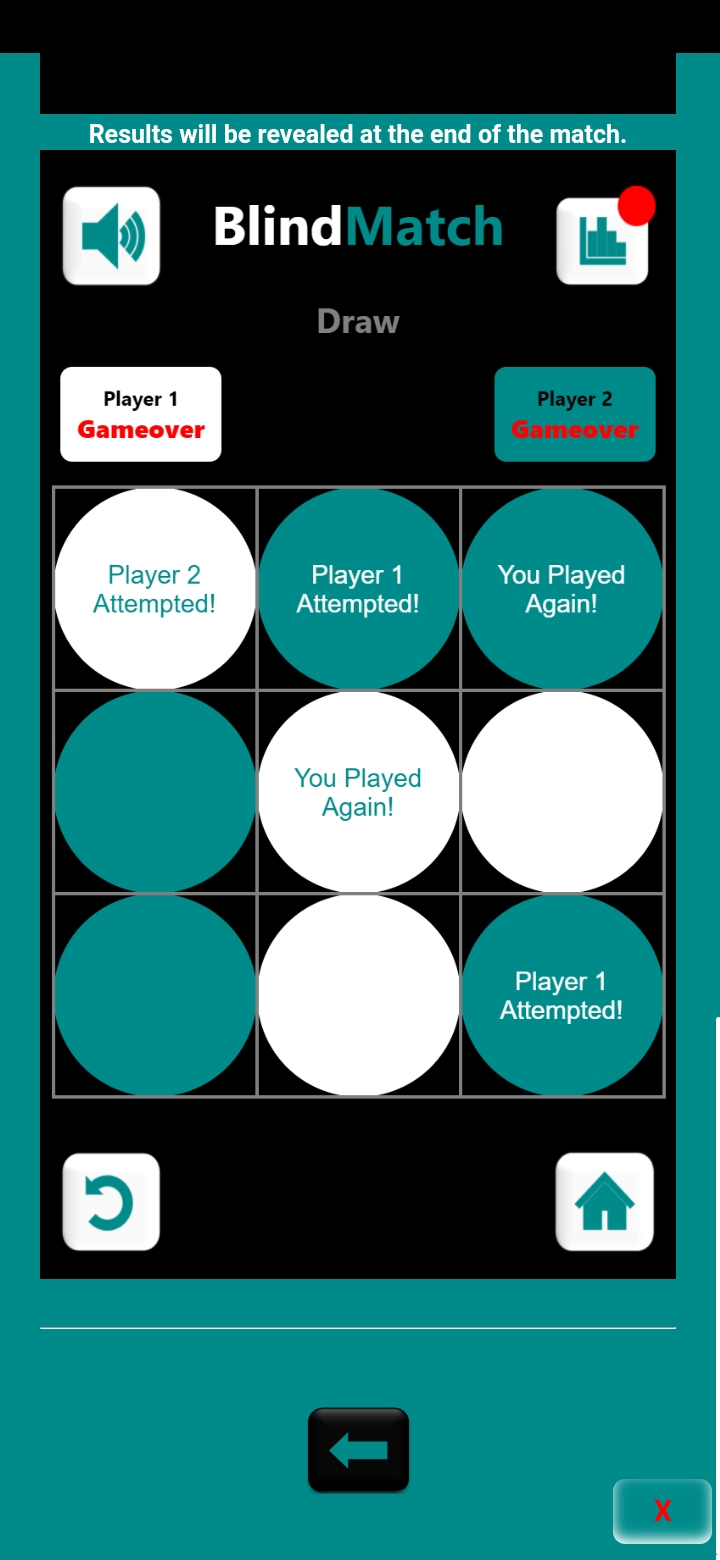 Results will be revealed at the end of the match.
BlindMatch
Draw
Player 1
Gameover
Player 2
Gameover
Player 2
Attempted!
Player 1
Attempted!
You Played
Again!
You Played
Again!
Player 1
Attempted!
X